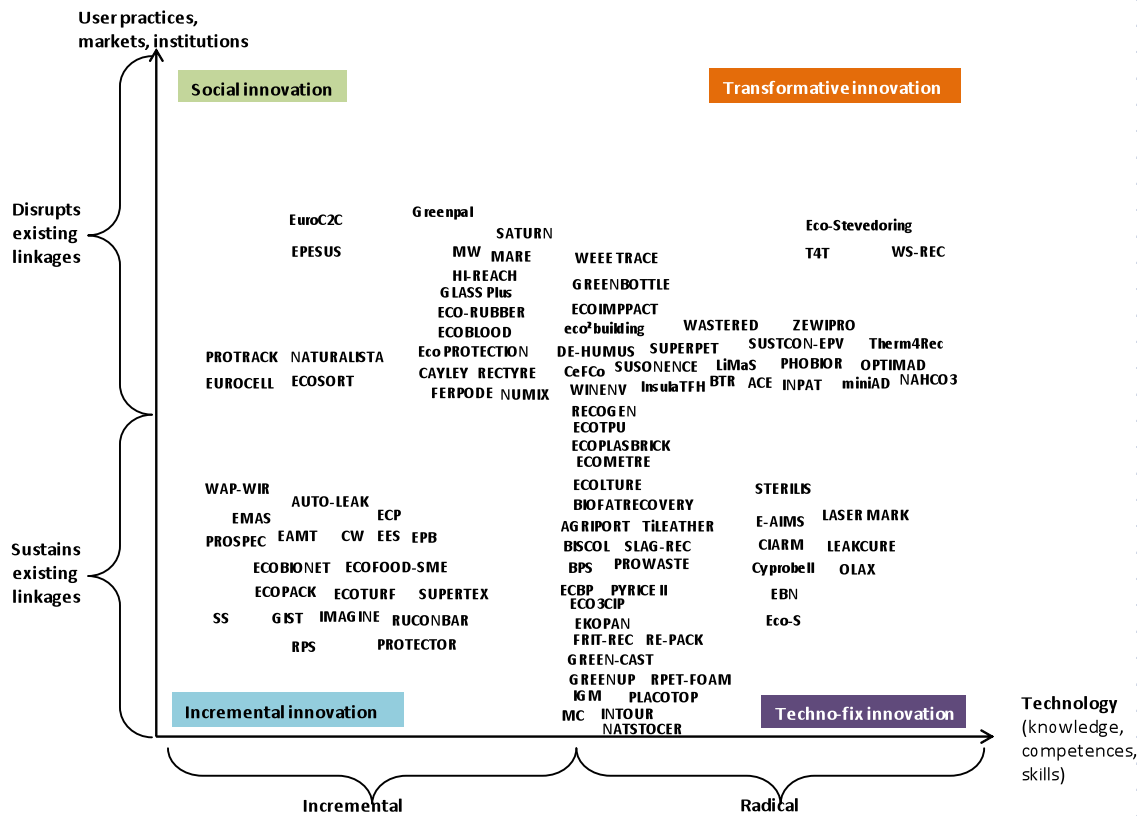 User practices,
markets, institutions
Social innovation
Transformative innovation
Disrupts
existing
linkages
EuroC2C
Greenpal
Eco-Stevedoring
SATURN
EPESUS
MW
MARE
WEEE TRACE
T4T
WS-REC
HI-REACH
GREENBOTTLE
GLASS Plus
ECO-RUBBER
ECOIMPPACT
ECOBLOOD
eco²building
WASTERED
ZEWIPRO
PROTRACK
NATURALISTA
Eco PROTECTION
DE-HUMUS
SUPERPET
SUSTCON-EPV
Therm4Rec
EUROCELL
ECOSORT
CAYLEY
RECTYRE
CeFCo
SUSONENCE
LiMaS
PHOBIOR
OPTIMAD
FERPODE
NUMIX
WINENV
InsulaTFH
BTR
ACE
INPAT
miniAD
NAHCO3
RECOGEN
ECOTPU
ECOPLASBRICK
ECOMETRE
Sustains
existing
linkages
WAP-WIR
AUTO-LEAK
ECOLTURE
STERILIS
EMAS
ECP
BIOFATRECOVERY
E-AIMS
LASER MARK
PROSPEC
EAMT
CW
EES
EPB
AGRIPORT
TiLEATHER
BISCOL
SLAG-REC
CIARM
LEAKCURE
ECOBIONET
ECOFOOD-SME
BPS
PROWASTE
Cyprobell
OLAX
ECOPACK
ECOTURF
SUPERTEX
ECBP
PYRICE II
EBN
ECO3CIP
SS
GIST
IMAGINE
RUCONBAR
EKOPAN
Eco-S
RPS
PROTECTOR
FRIT-REC
RE-PACK
GREEN-CAST
GREENUP
RPET-FOAM
IGM
PLACOTOP
MC
INTOUR
NATSTOCER
Incremental innovation
Techno-fix innovation
Technology
(knowledge,
competences,
skills)
Incremental
Radical